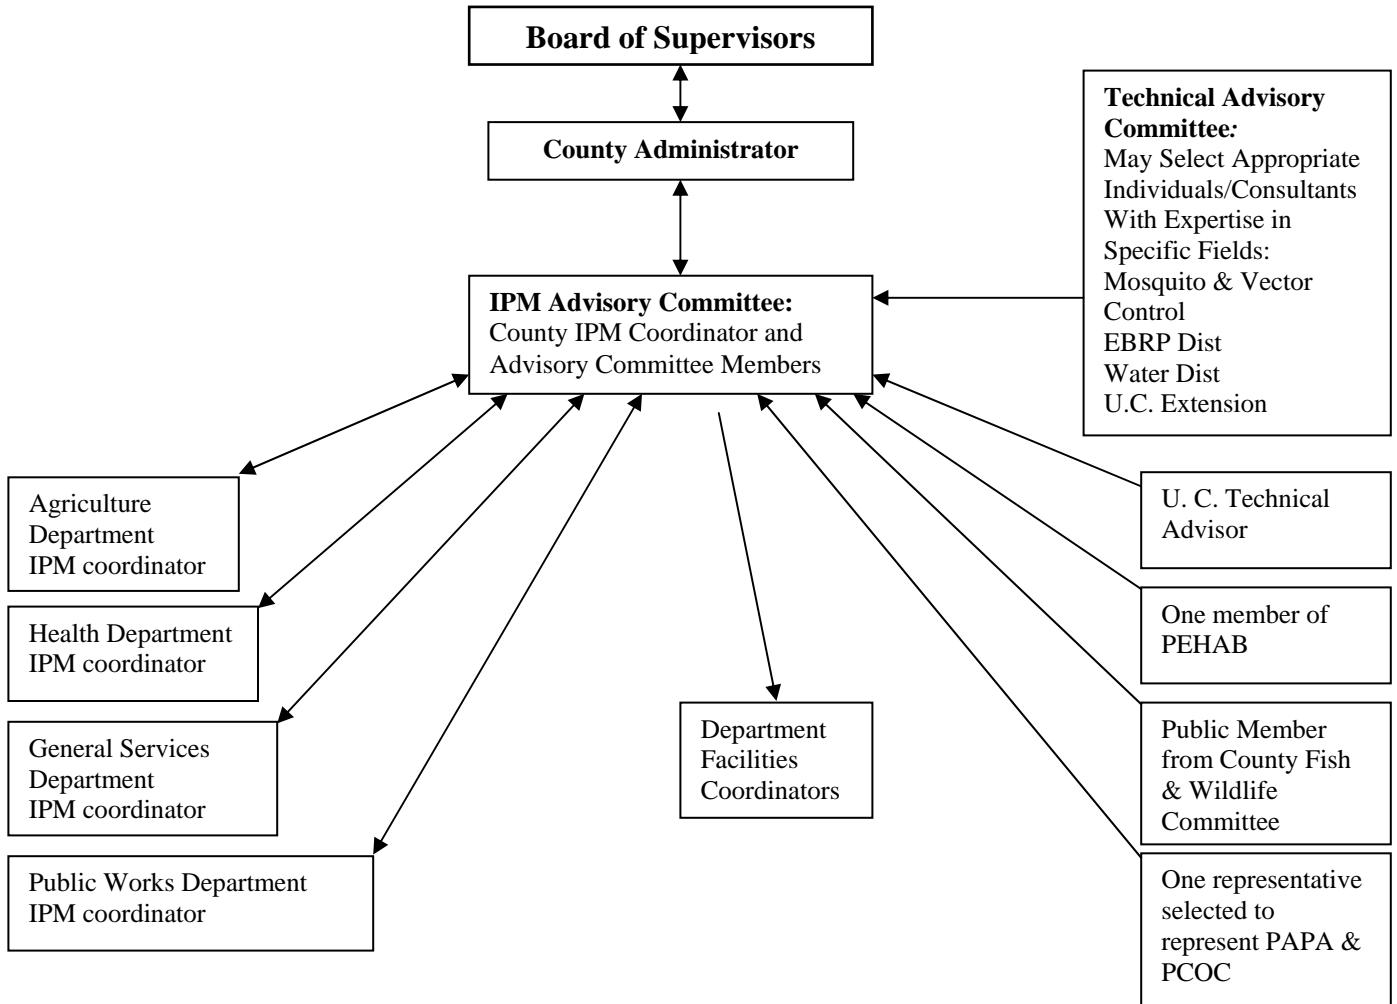 Board of Supervisors
County Administrator
Technical Advisory
Committee:
May Select Appropriate
Individuals/Consultants
With Expertise in
Specific Fields:
Mosquito & Vector
Control
EBRP Dist
Water Dist
U.C. Extension
IPM Advisory Committee:
County IPM Coordinator and
Advisory Committee Members
Agriculture
Department
IPM coordinator
Health Department
IPM coordinator
General Services
Department
IPM coordinator
Public Works Department
IPM coordinator
Department
Facilities
Coordinators
U. C. Technical
Advisor
One member of
PEHAB
Public Member
from County Fish
& Wildlife
Committee
One representative
selected to
represent PAPA &
PCOC